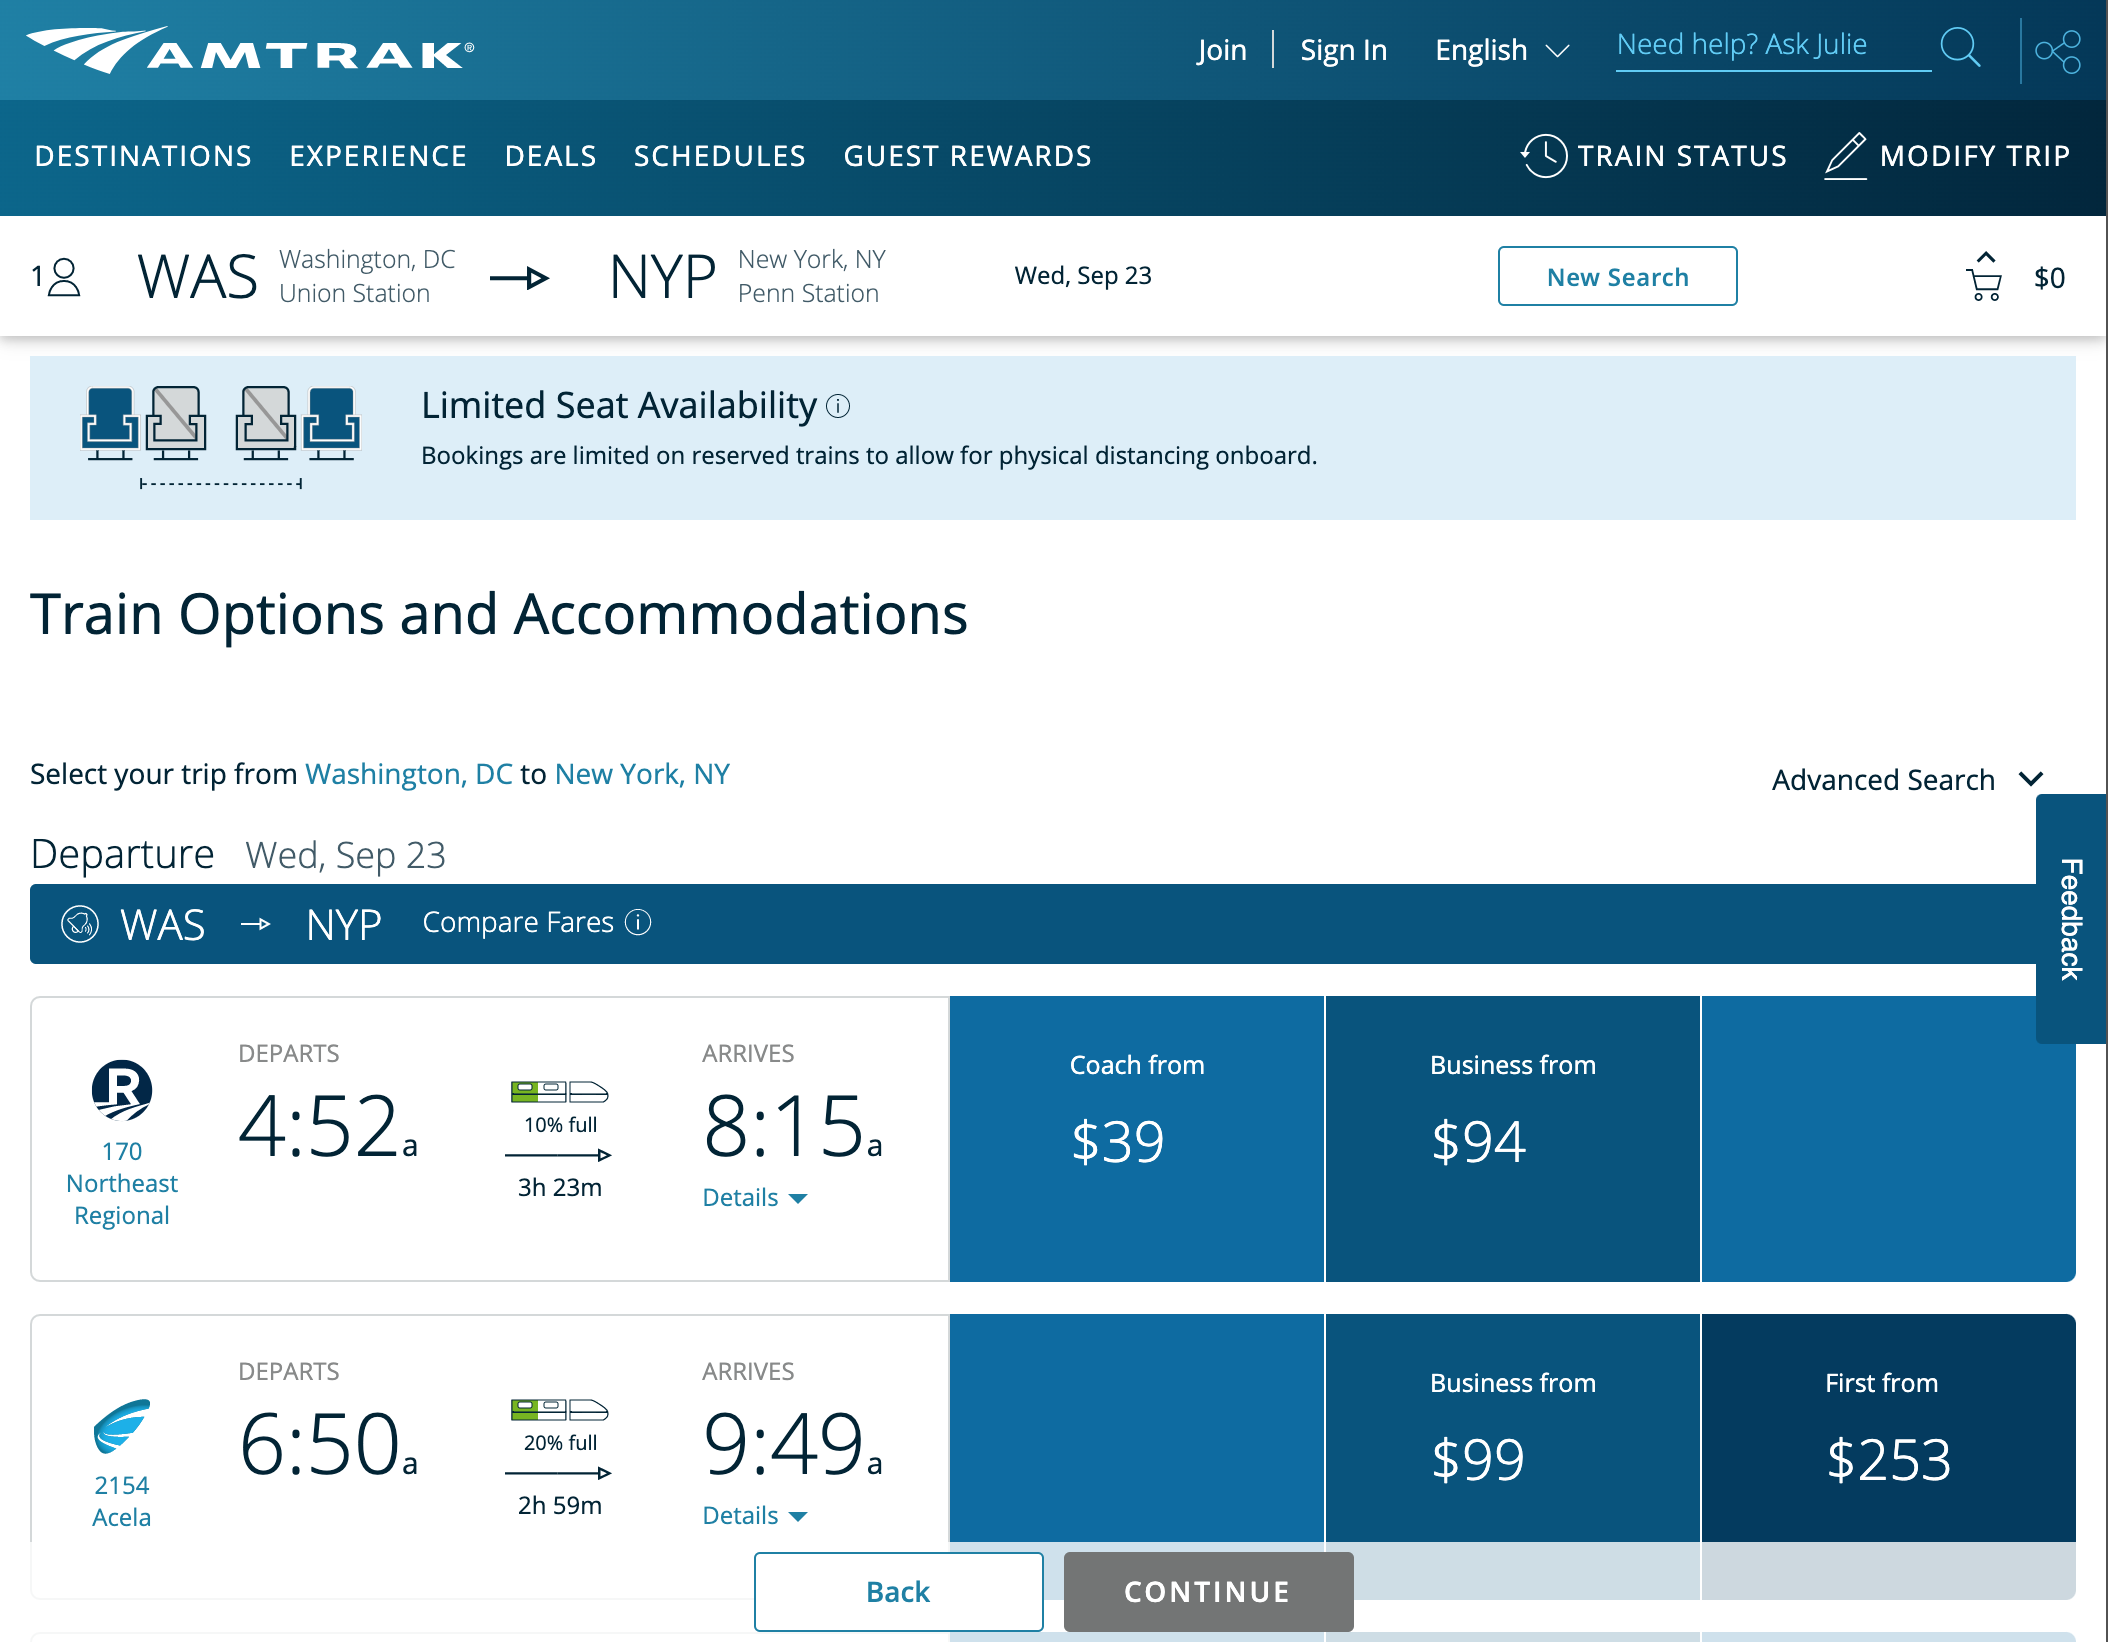 AMTRAK®
Join
Sign In
English
Need help? Ask Julie
DESTINATIONS
EXPERIENCE
DEALS
SCHEDULES
GUEST REWARDS
TRAIN STATUS
MODIFY TRIP
1
WAS
Washington, DC
Union Station
NYP
New York, NY
Penn Station
Wed, Sep 23
New Search
$0
Limited Seat Availability
Bookings are limited on reserved trains to allow for physical distancing onboard.
Train Options and Accommodations
Select your trip from Washington, DC to New York, NY
Advanced Search
Departure Wed, Sep 23
Feedback
WAS
NYP
Compare Fares
170
Northeast
Regional
DEPARTS
4:52a
10% full
3h 23m
ARRIVES
8:15a
Details
Coach from
$39
Business from
$94
2154
Acela
DEPARTS
6:50a
20% full
2h 59m
ARRIVES
9:49a
Details
Business from
$99
First from
$253
Back
CONTINUE